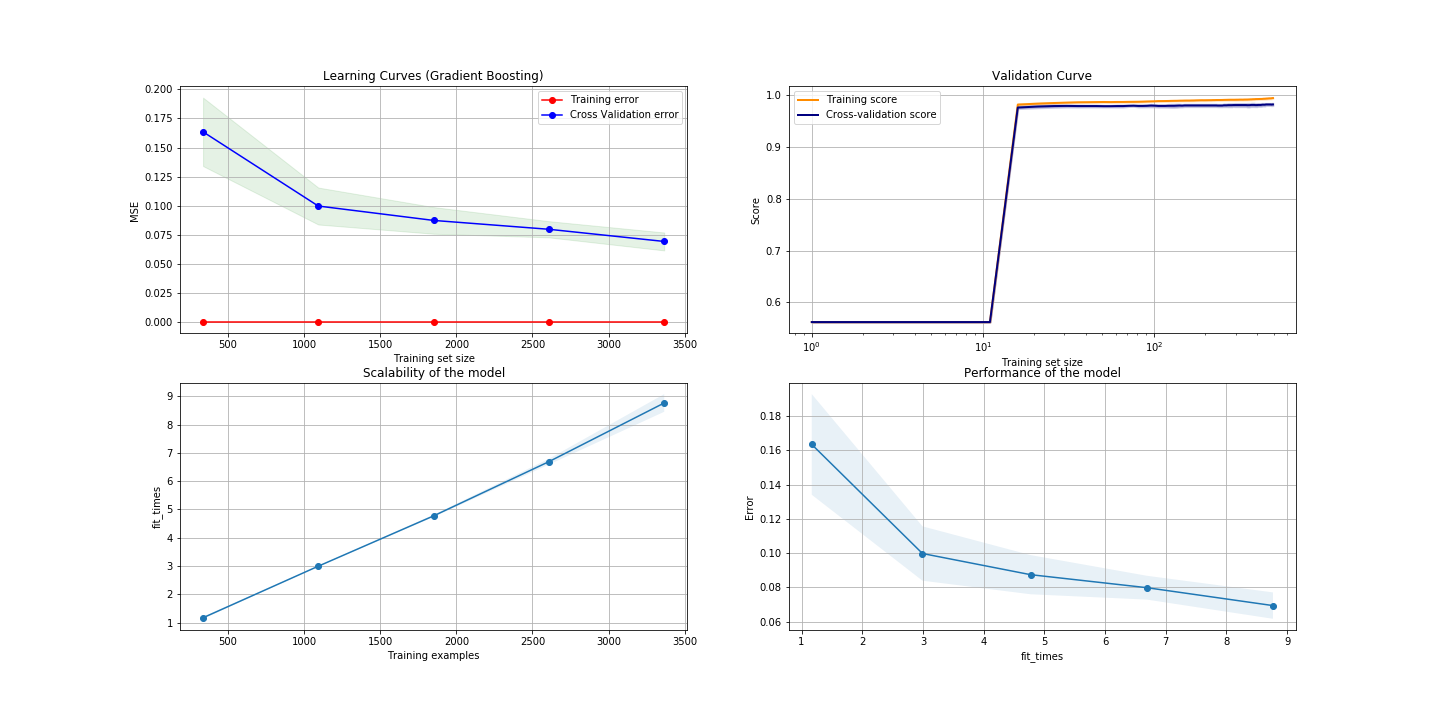 Learning Curves (Gradient Boosting)
0.200
0.175
0.150
0.125
0.100
0.075
0.050
0.025
0.000
MSE
Training error
Cross Validation error
500 1000 1500 2000 2500 3000 3500
Training set size
Validation Curve
1.0
0.9
0.8
0.7
0.6
Score
Training score
Cross-validation score
10⁰ 10¹ 10²
Training set size
Scalability of the model
9
8
7
6
5
4
3
2
1
fit_times
500 1000 1500 2000 2500 3000 3500
Training examples
Performance of the model
0.18
0.16
0.14
0.12
0.10
0.08
0.06
Error
1 2 3 4 5 6 7 8 9
fit_times